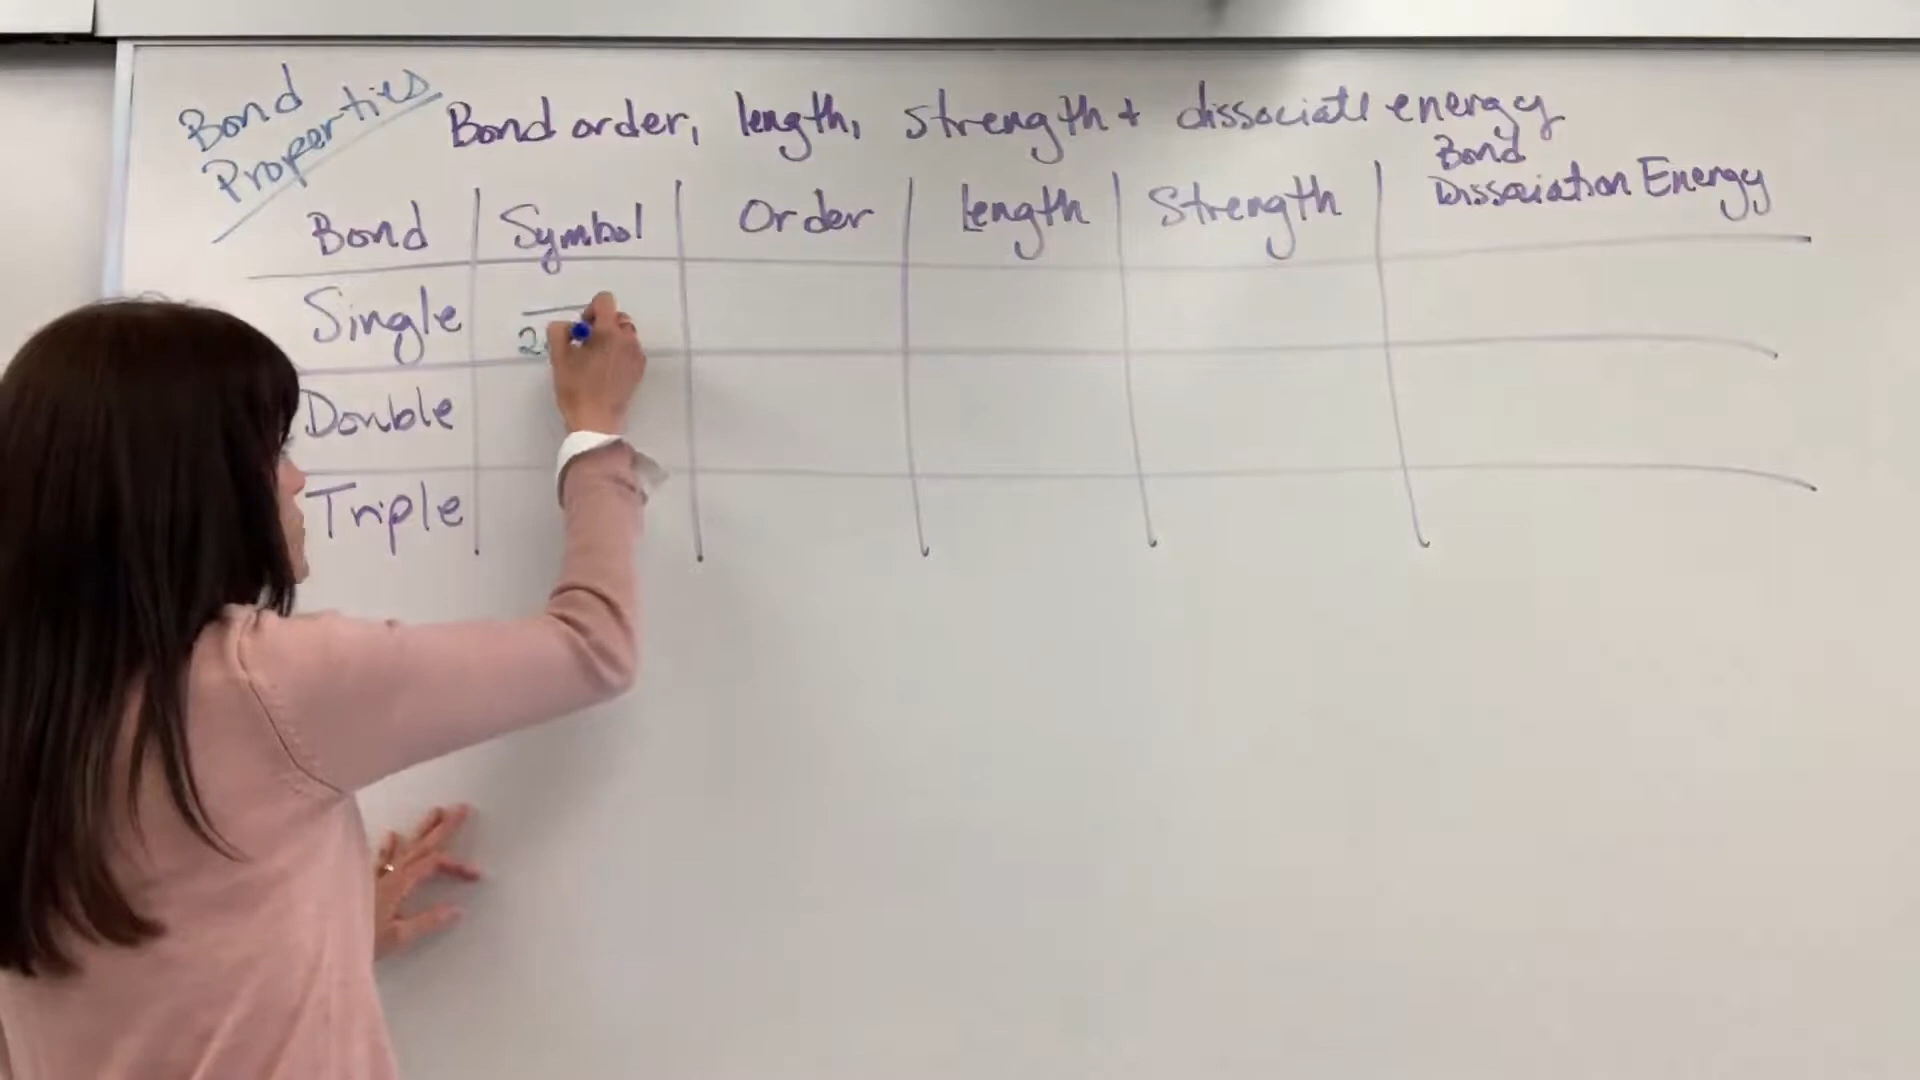 Bond
Properties
Bond order, length, strength + dissociate energy
Bond Symbol Order length Strength Bond
Dissociation Energy
Single
2
Double
Triple